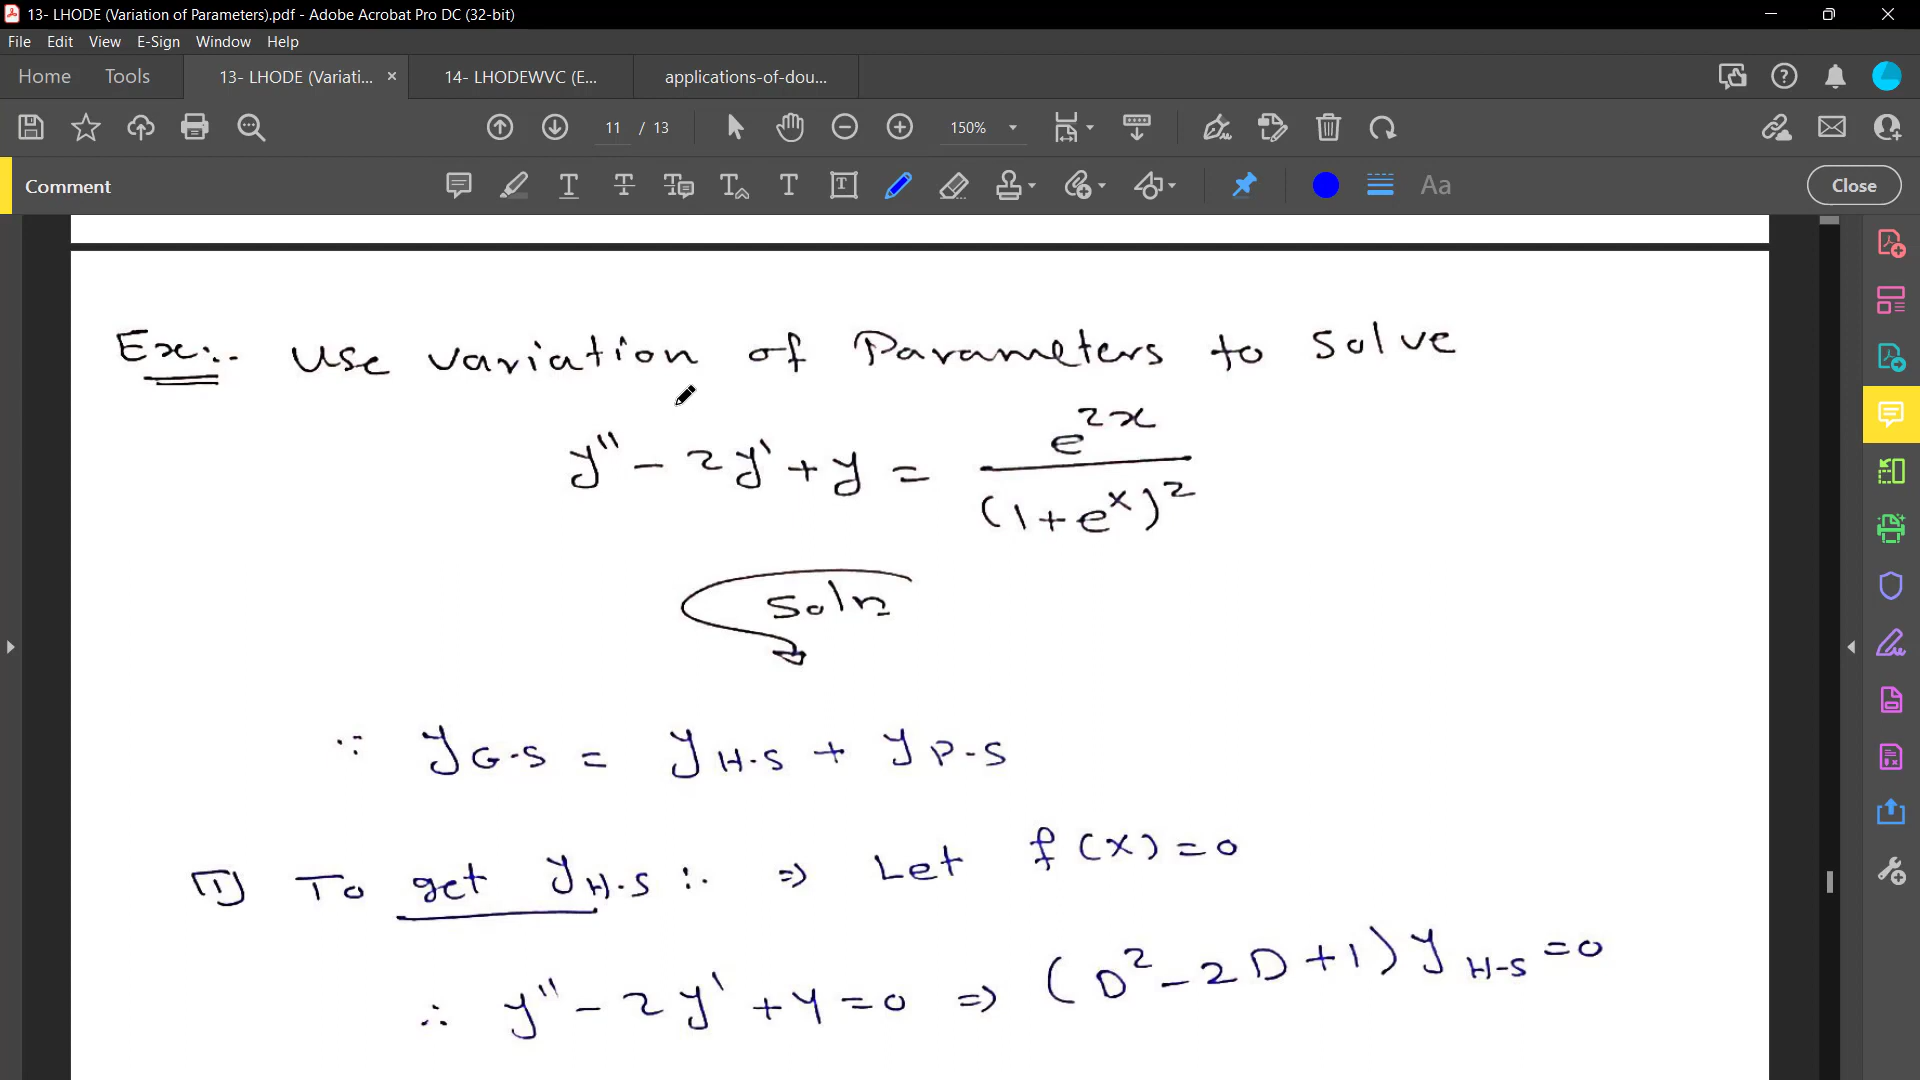 13- LHODE (Variation of Parameters).pdf - Adobe Acrobat Pro DC (32-bit)
File Edit View E-Sign Window Help
Home Tools 13- LHODE (Variati... × 14- LHODEWVC (E... applications-of-dou...
11 / 13 150%
Comment Aa Close
Ex:- Use variation of Parameters to solve
y'' - 2y' + y = e^{2x} / (1+e^x)^2
Soln
∵ y_{G.S} = y_{H.S} + y_{P.S}
[1] To get y_{H.S} :. ⇒ Let f(x) = 0
∴ y'' - 2y' + y = 0 ⇒ (D^2 - 2D + 1) y_{H.S} = 0